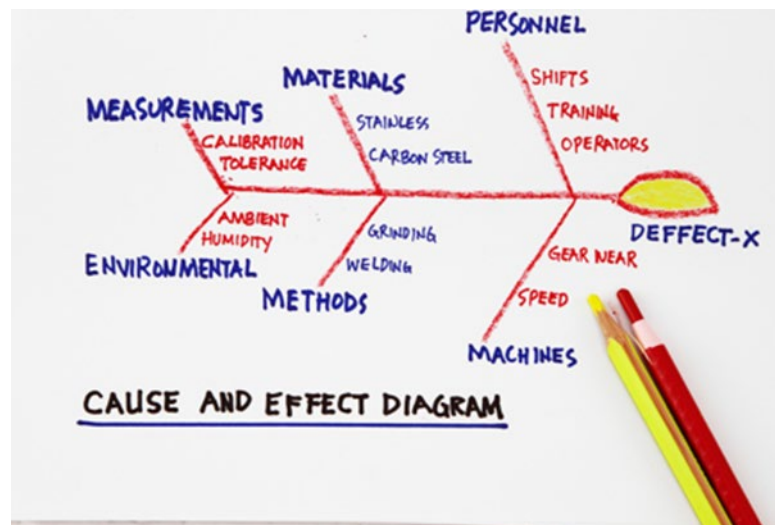 PERSONNEL
SHIFTS
TRAINING
OPERATORS
MATERIALS
STAINLESS
CARBON STEEL
MEASUREMENTS
CALIBRATION
TOLERANCE
DEFFECT-X
AMBIENT
HUMIDITY
ENVIRONMENTAL
GRINDING
WELDING
METHODS
GEAR NEAR
SPEED
MACHINES
CAUSE AND EFFECT DIAGRAM